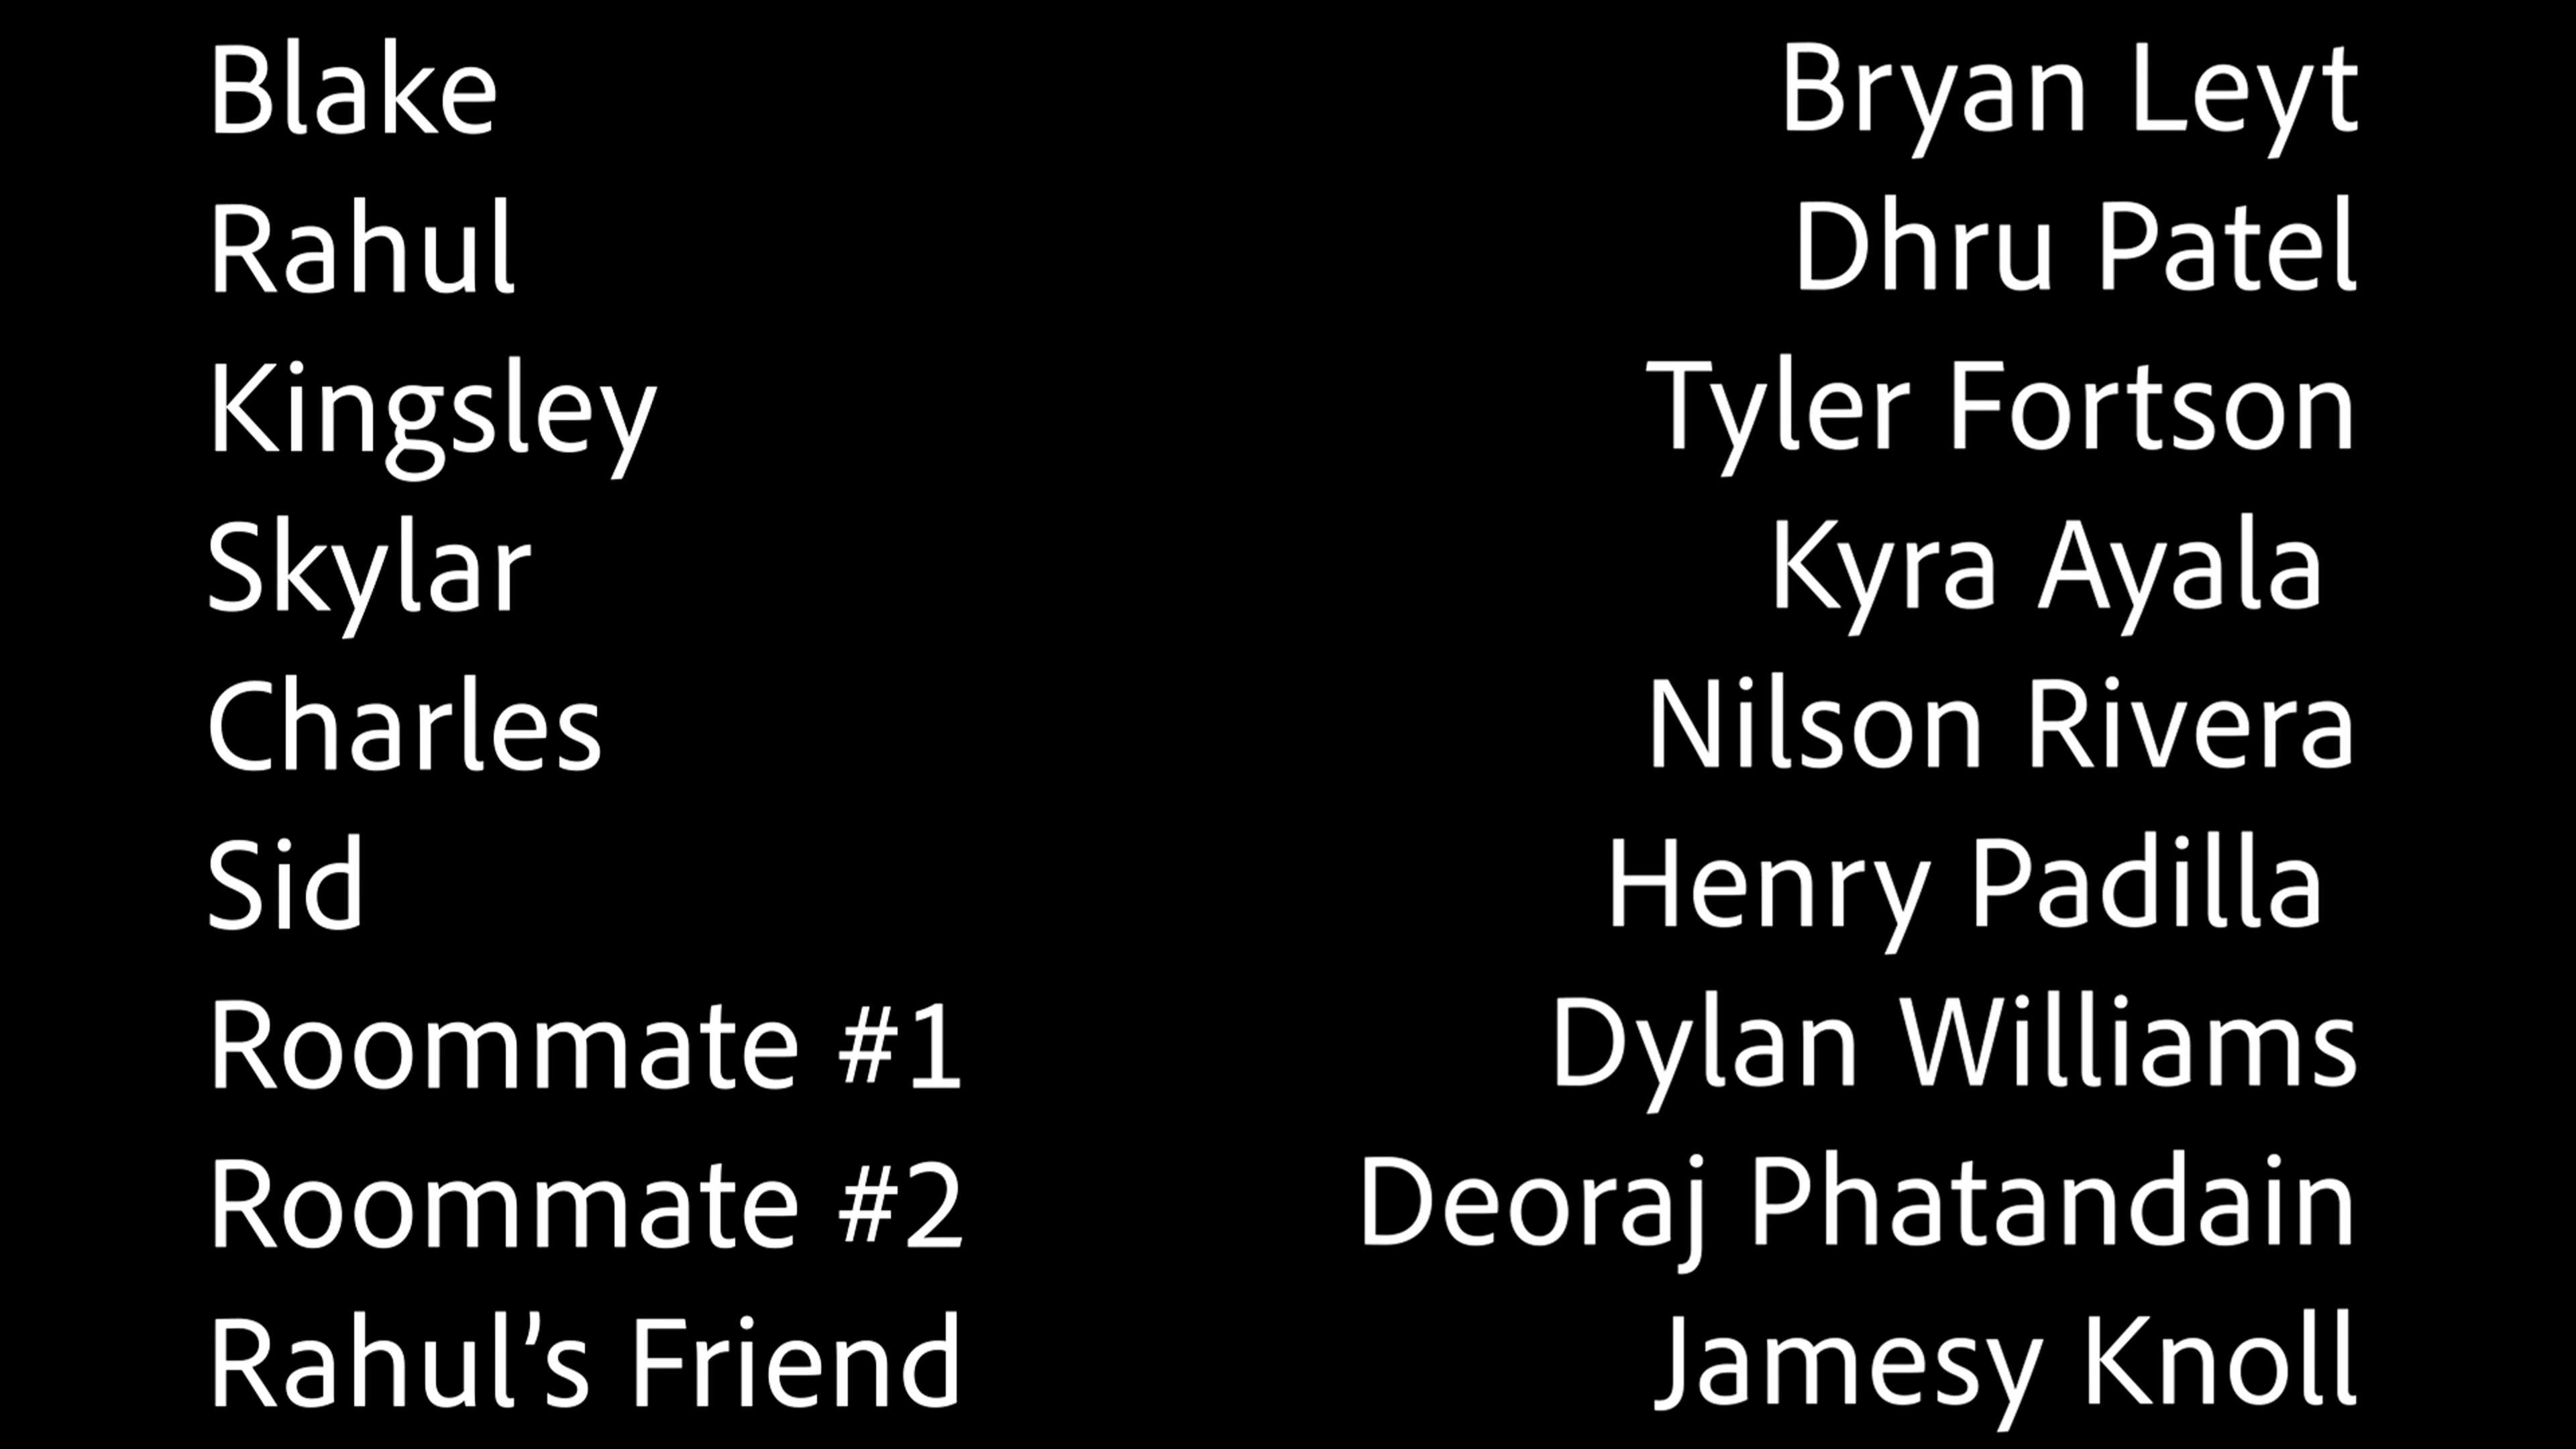 Blake Bryan Leyt
Rahul Dhru Patel
Kingsley Tyler Fortson
Skylar Kyra Ayala
Charles Nilson Rivera
Sid Henry Padilla
Roommate #1 Dylan Williams
Roommate #2 Deoraj Phatandain
Rahul’s Friend Jamesy Knoll